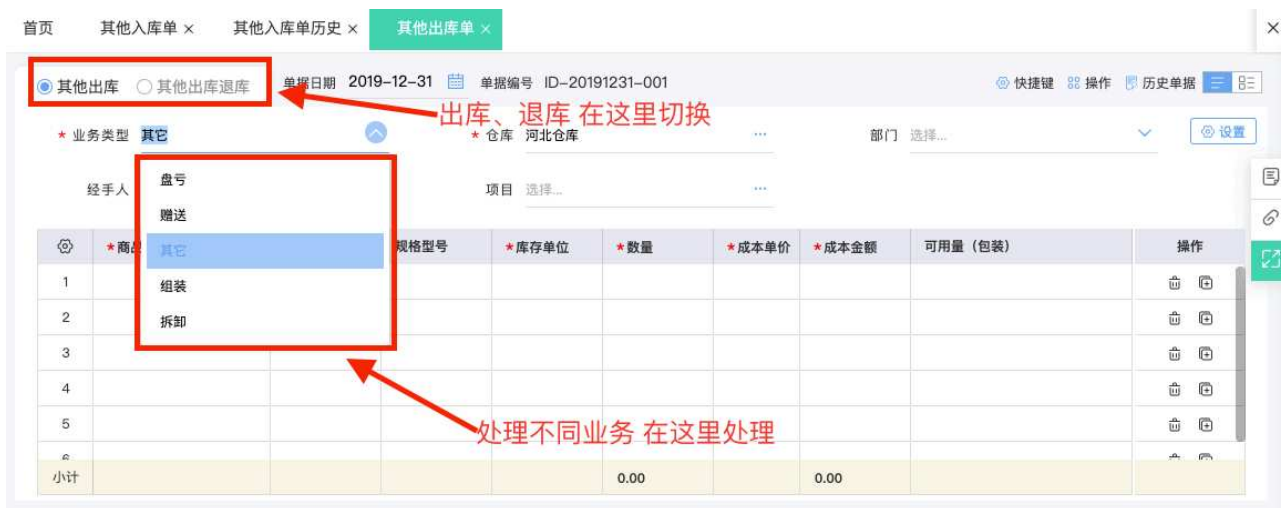 首页 其他入库单 × 其他入库单历史 × 其他出库单 ×
其他出库 其他出库退库 单据日期 2019-12-31 单据编号 ID-20191231-001 快捷键 操作 历史单据
出库、退库 在这里切换
* 业务类型 其它 * 仓库 河北仓库 ... 部门 选择... 设置
经手人 项目 选择... ...
盘亏
赠送
其它
组装
拆卸
*商品 规格型号 *库存单位 *数量 *成本单价 *成本金额 可用量（包装） 操作
1
2
3
4
5
6
处理不同业务 在这里处理
小计 0.00 0.00